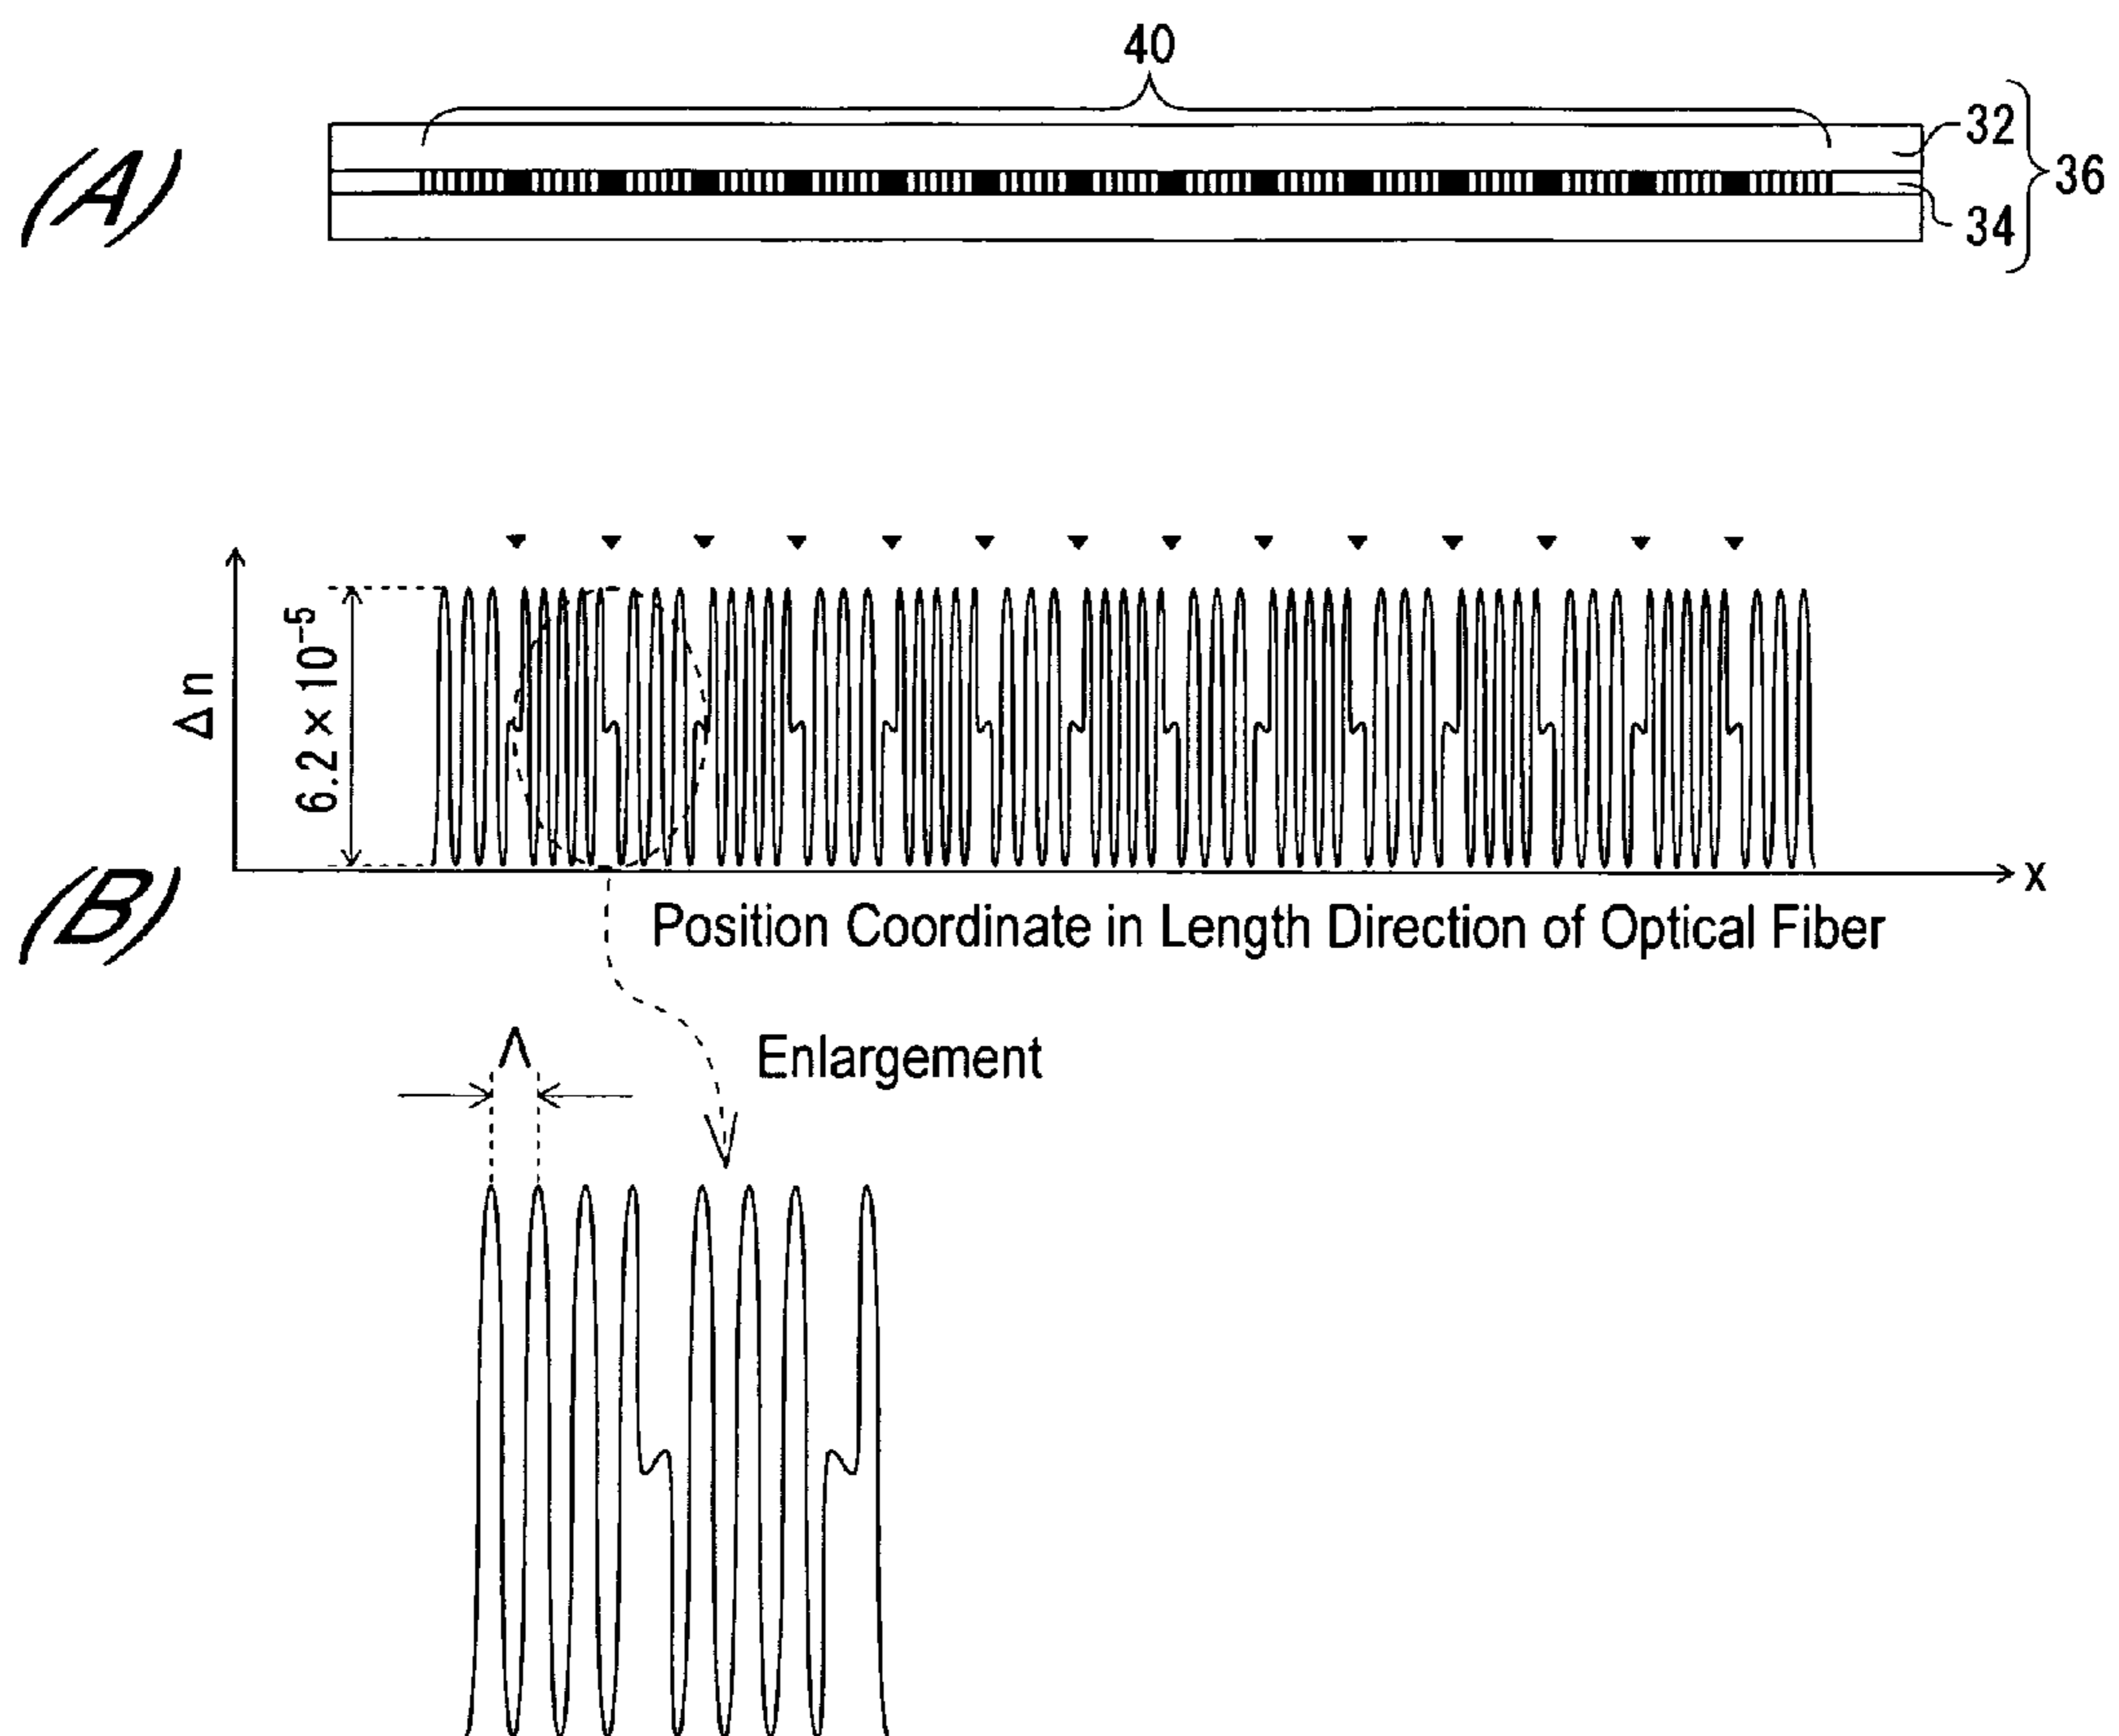 40
(A)
32
36
34
Δn
6.2 × 10⁻⁵
x
(B)
Position Coordinate in Length Direction of Optical Fiber
Λ
Enlargement